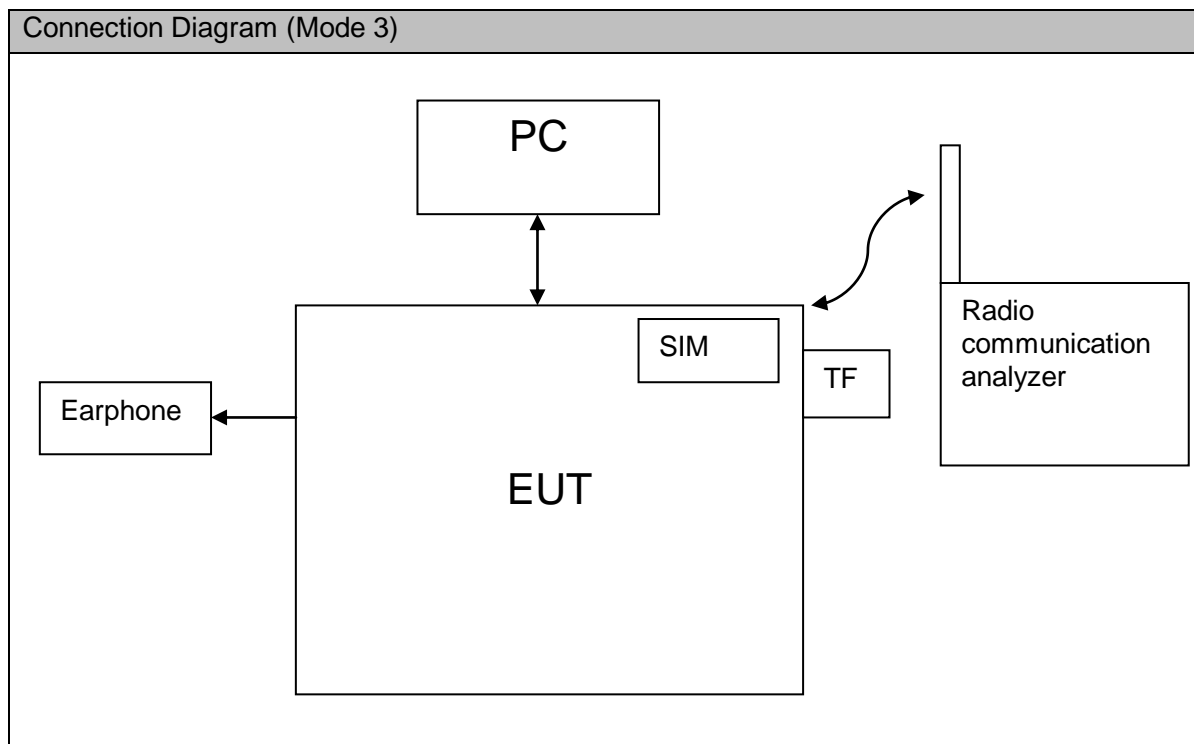 Connection Diagram (Mode 3)
PC
SIM
TF
Radio
communication
analyzer
Earphone
EUT